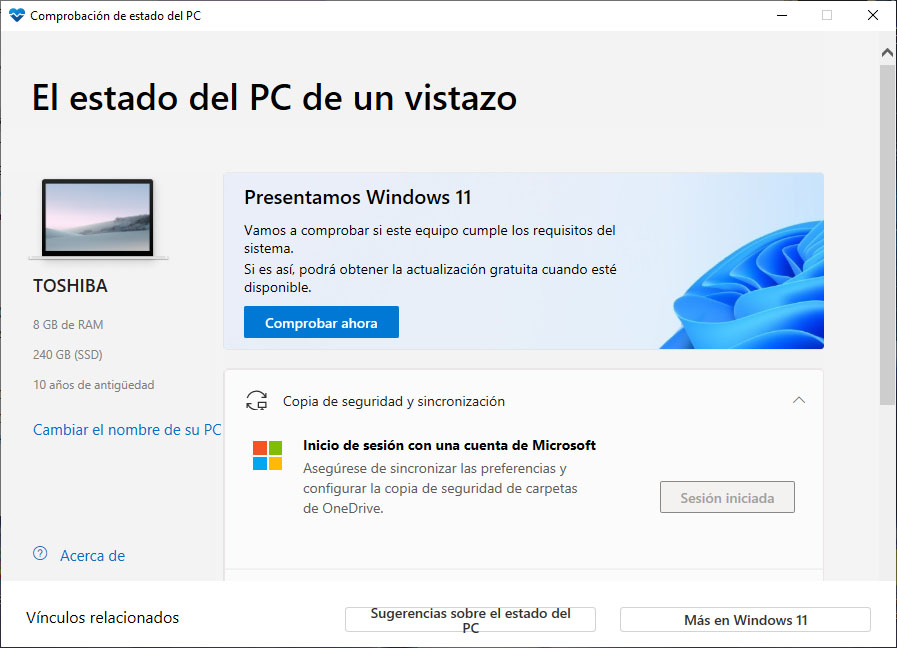 Comprobación de estado del PC
El estado del PC de un vistazo
TOSHIBA
8 GB de RAM
240 GB (SSD)
10 años de antigüedad
Cambiar el nombre de su PC
Acerca de
Presentamos Windows 11
Vamos a comprobar si este equipo cumple los requisitos del
sistema.
Si es así, podrá obtener la actualización gratuita cuando esté
disponible.
Comprobar ahora
Copia de seguridad y sincronización
Inicio de sesión con una cuenta de Microsoft
Asegúrese de sincronizar las preferencias y
configurar la copia de seguridad de carpetas
de OneDrive.
Sesión iniciada
Vínculos relacionados
Sugerencias sobre el estado del
PC
Más en Windows 11